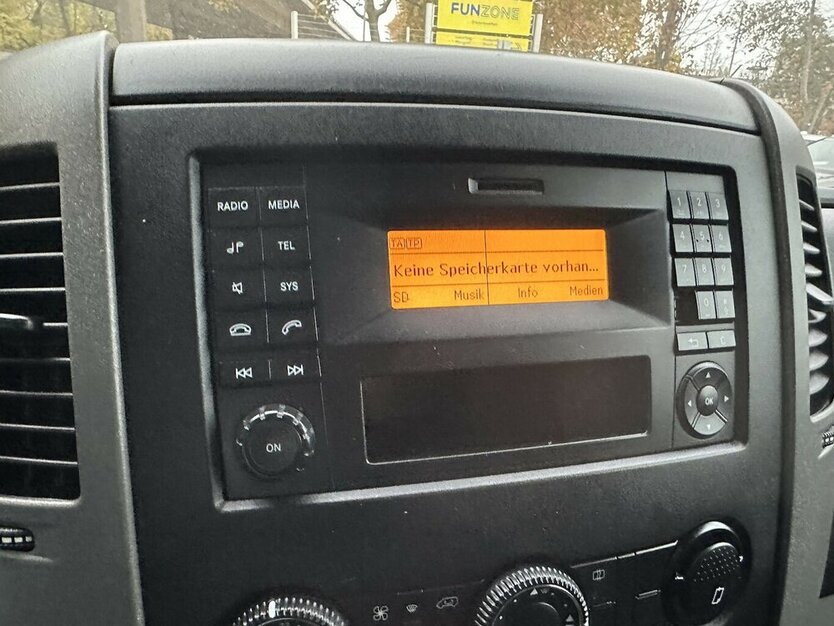 FUNZONE
RADIO MEDIA
TEL
SYS
ON
TA TP
Keine Speicherkarte vorhan...
SD Musik Info Medien
1 2 3
4 5 6
7 8 9
0
C
OK